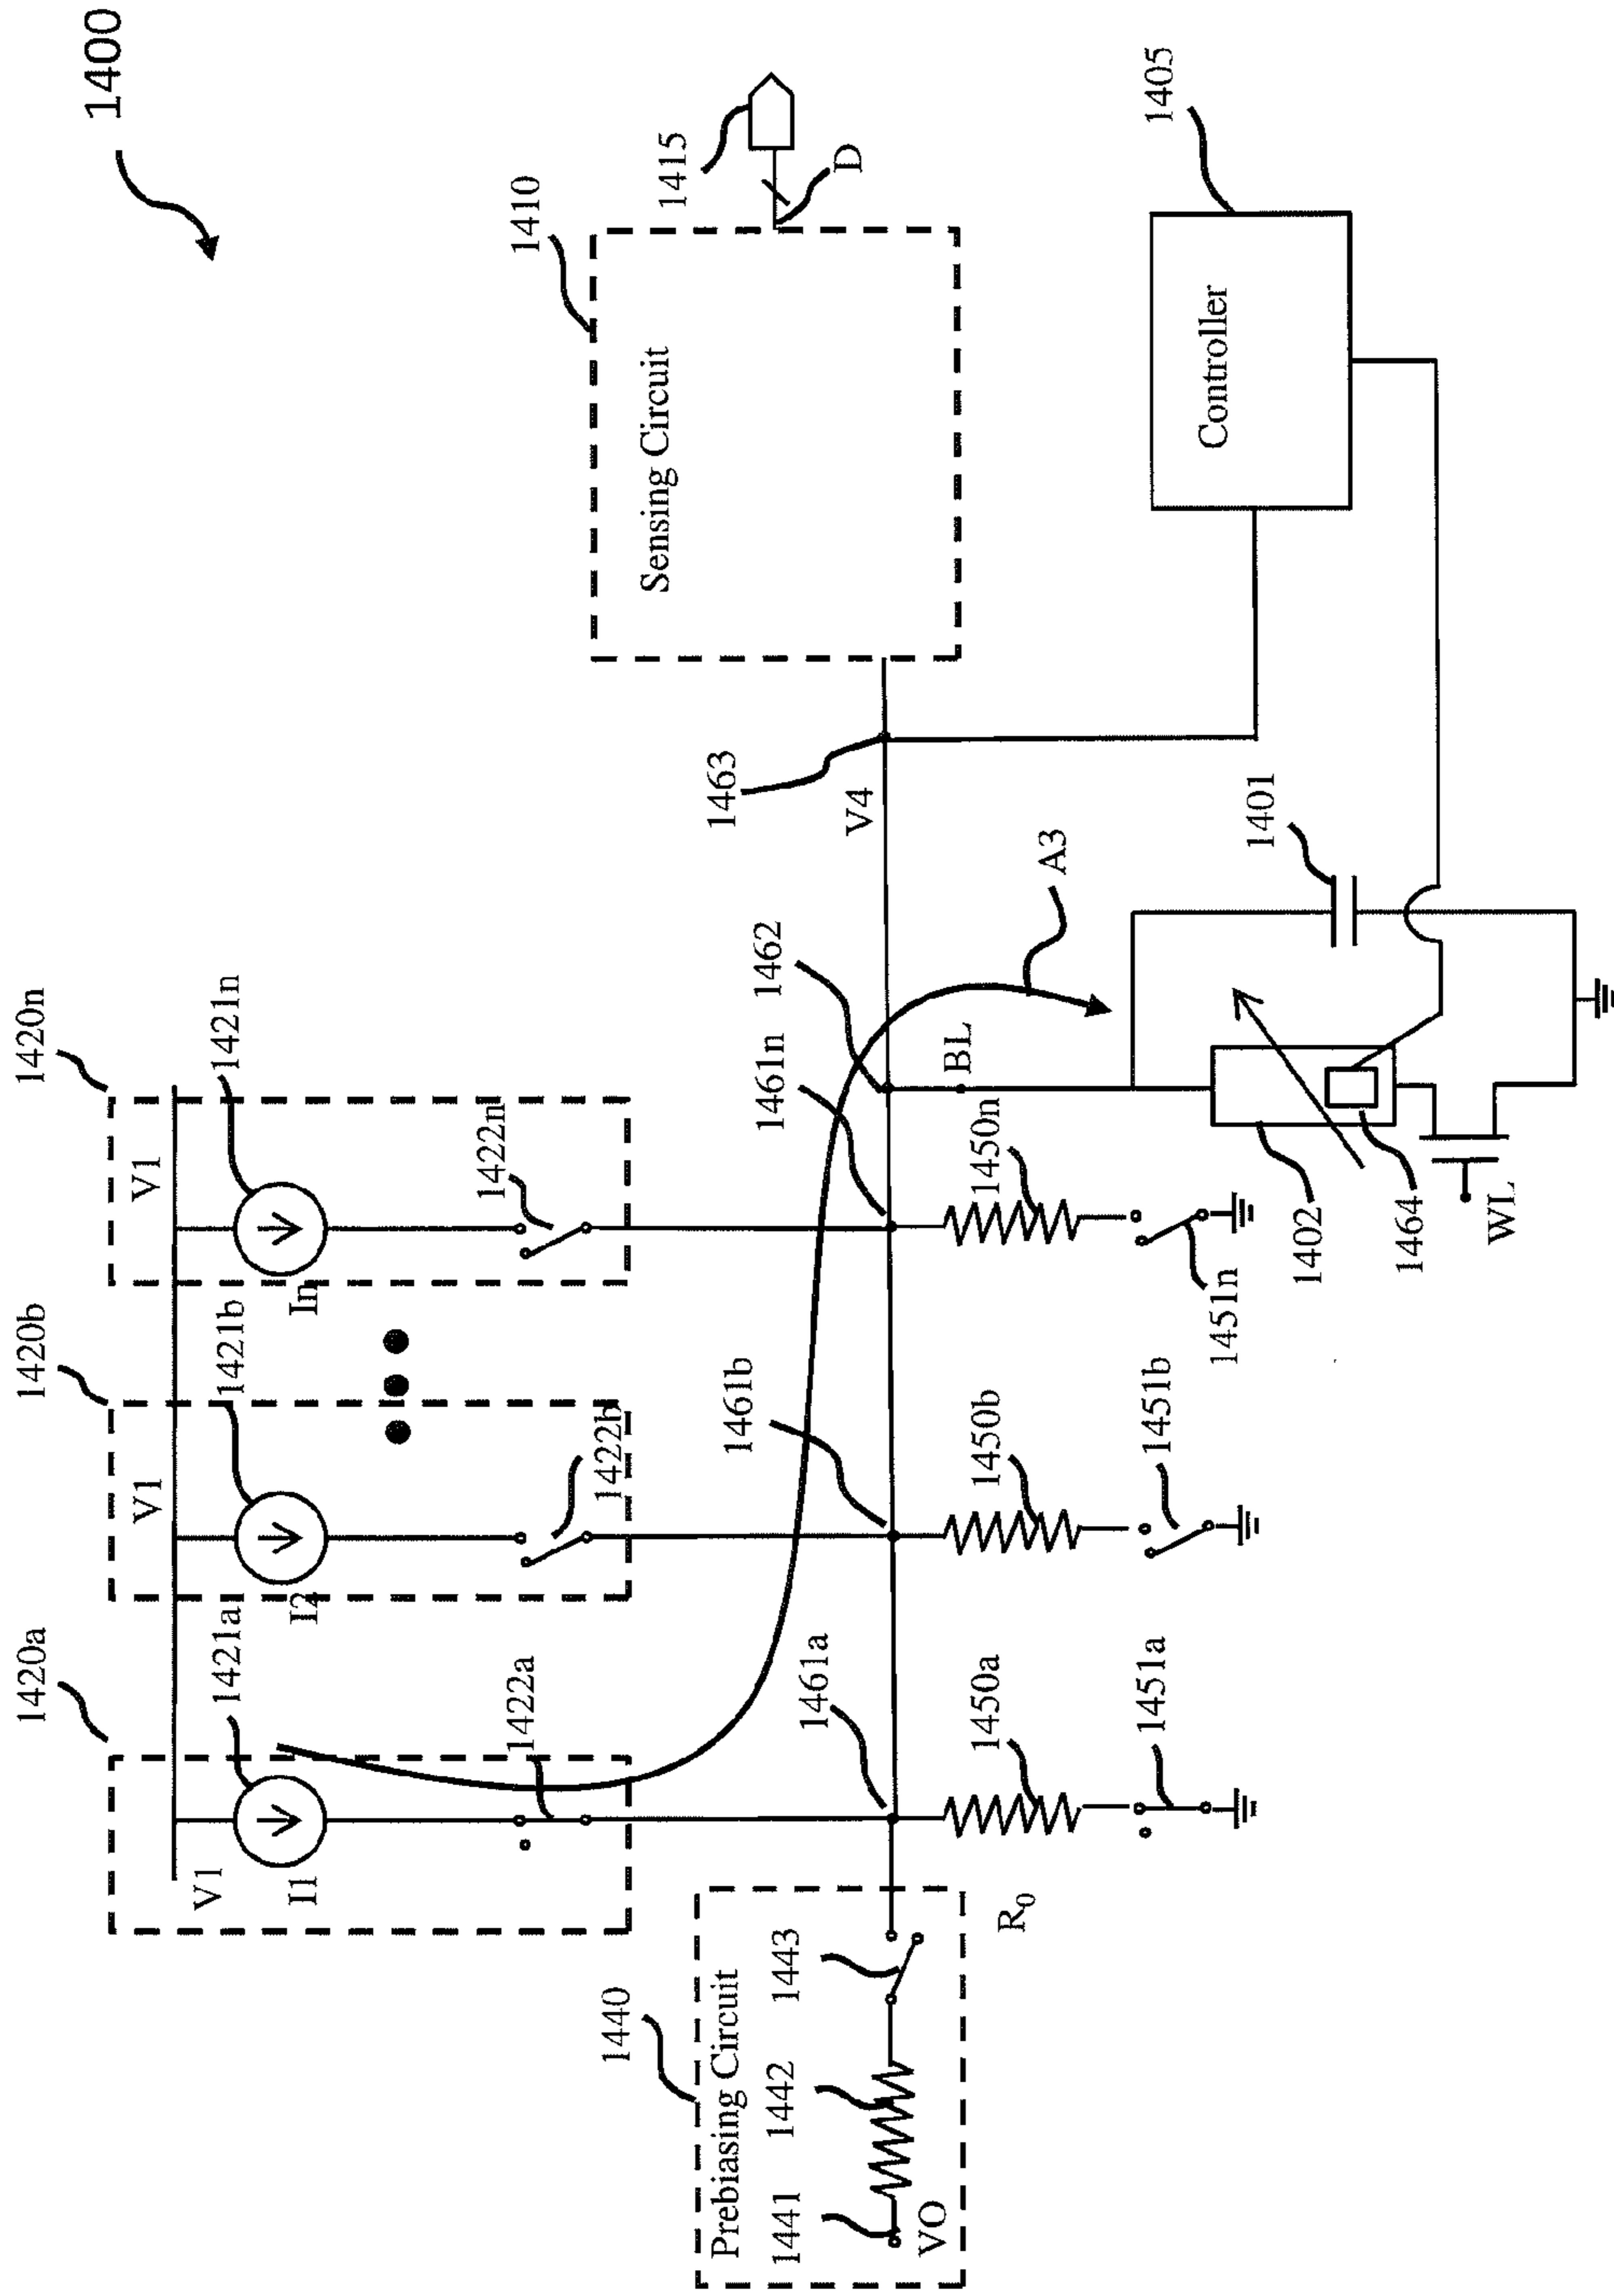 1400
1420a
1420b
1420n
V1
V1
V1
1421a
1421b
1421n
I1
I2
In
1422a
1422b
1422n
1410
Sensing Circuit
1415
D
1440
Prebiasing Circuit
1441
1442
1443
VO
1461a
1461b
1461n
1462
1463
V4
A3
BL
R0
1450a
1450b
1450n
1451a
1451b
1451n
1401
1402
1464
WL
1405
Controller